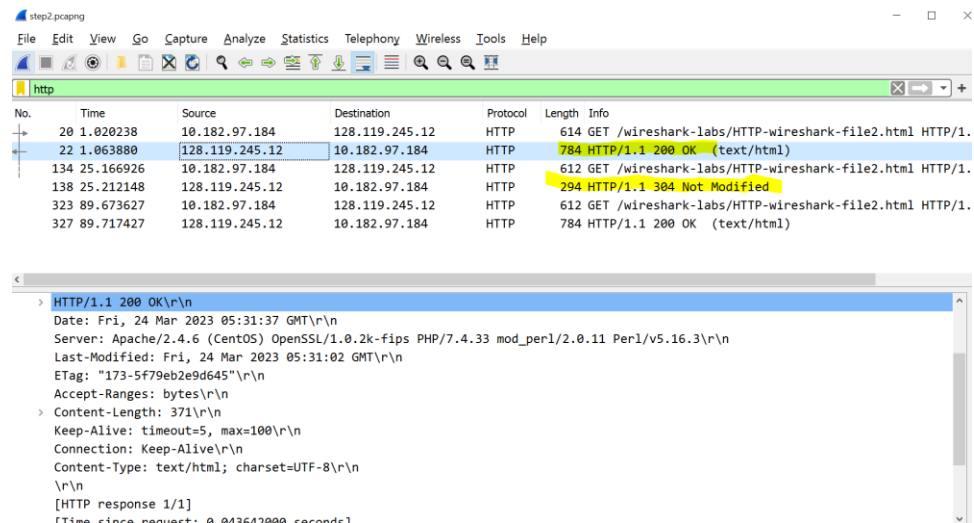 step2.pcapng
File Edit View Go Capture Analyze Statistics Telephony Wireless Tools Help
http
No. Time Source Destination Protocol Length Info
20 1.020238 10.182.97.184 128.119.245.12 HTTP 614 GET /wireshark-labs/HTTP-wireshark-file2.html HTTP/1.
22 1.063880 128.119.245.12 10.182.97.184 HTTP 784 HTTP/1.1 200 OK (text/html)
134 25.166926 10.182.97.184 128.119.245.12 HTTP 612 GET /wireshark-labs/HTTP-wireshark-file2.html HTTP/1.
138 25.212148 128.119.245.12 10.182.97.184 HTTP 294 HTTP/1.1 304 Not Modified
323 89.673627 10.182.97.184 128.119.245.12 HTTP 612 GET /wireshark-labs/HTTP-wireshark-file2.html HTTP/1.
327 89.717427 128.119.245.12 10.182.97.184 HTTP 784 HTTP/1.1 200 OK (text/html)
HTTP/1.1 200 OK\r\n
Date: Fri, 24 Mar 2023 05:31:37 GMT\r\n
Server: Apache/2.4.6 (CentOS) OpenSSL/1.0.2k-fips PHP/7.4.33 mod_perl/2.0.11 Perl/v5.16.3\r\n
Last-Modified: Fri, 24 Mar 2023 05:31:02 GMT\r\n
ETag: "173-5f79eb2e9d645"\r\n
Accept-Ranges: bytes\r\n
Content-Length: 371\r\n
Keep-Alive: timeout=5, max=100\r\n
Connection: Keep-Alive\r\n
Content-Type: text/html; charset=UTF-8\r\n
\r\n
[HTTP response 1/1]
[Time since request: 0.043642000 seconds]